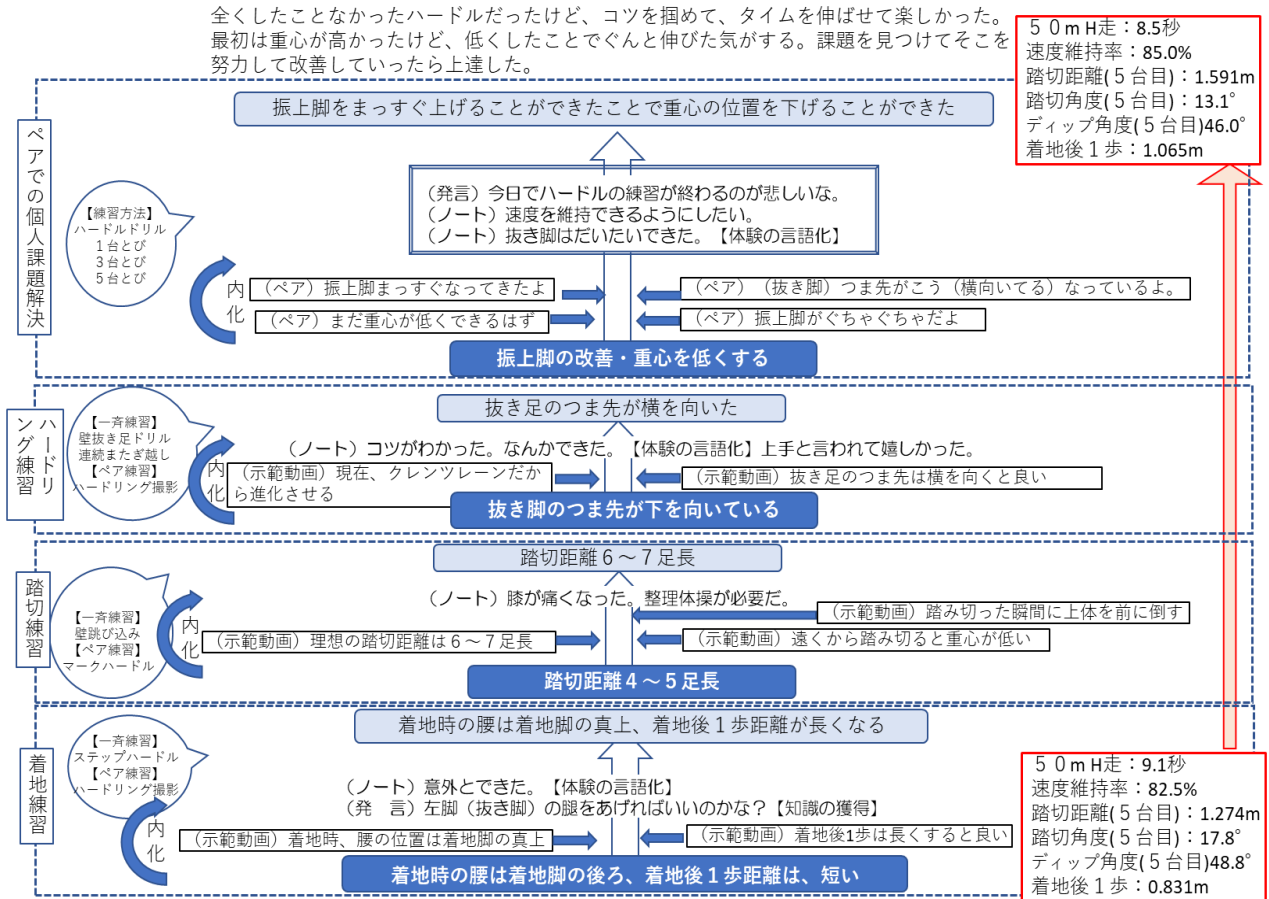 全くしたことなかったハードルだったけど、コツを掴めて、タイムを伸ばせて楽しかった。
最初は重心が高かったけど、低くしたことでぐんと伸びた気がする。課題を見つけてそこを
努力して改善していったら上達した。
５０ｍＨ走：8.5秒
速度維持率：85.0%
踏切距離(５台目)：1.591m
踏切角度(５台目)：13.1°
ディップ角度(５台目)46.0°
着地後１歩：1.065m
ペアでの個人課題解決
振上脚をまっすぐ上げることができたことで重心の位置を下げることができた
（発言）今日でハードルの練習が終わるのが悲しいな。
（ノート）速度を維持できるようにしたい。
（ノート）抜き脚はだいたいできた。【体験の言語化】
【練習方法】
ハードルドリル
１台とび
３台とび
５台とび
内化
（ペア）振上脚まっすぐなってきたよ
（ペア）（抜き脚）つま先がこう（横向いてる）なっているよ。
（ペア）まだ重心が低くできるはず
（ペア）振上脚がぐちゃぐちゃだよ
振上脚の改善・重心を低くする
ハードリ
ング練習
抜き足のつま先が横を向いた
【一斉練習】
壁抜き足ドリル
連続またぎ越し
【ペア練習】
ハードリング撮影
内化
（ノート）コツがわかった。なんかできた。【体験の言語化】上手と言われて嬉しかった。
（示範動画）現在、クレンツレーンだか
ら進化させる
（示範動画）抜き足のつま先は横を向くと良い
抜き脚のつま先が下を向いている
踏切練習
踏切距離６～７足長
【一斉練習】
壁跳び込み
【ペア練習】
マークハードル
内化
（ノート）膝が痛くなった。整理体操が必要だ。
（示範動画）踏み切った瞬間に上体を前に倒す
（示範動画）理想の踏切距離は６～７足長
（示範動画）遠くから踏み切ると重心が低い
踏切距離４～５足長
着地練習
着地時の腰は着地脚の真上、着地後１歩距離が長くなる
【一斉練習】
ステップハードル
【ペア練習】
ハードリング撮影
内化
（ノート）意外とできた。【体験の言語化】
（発　言）左脚（抜き脚）の腿をあげればいいのかな？【知識の獲得】
（示範動画）着地時、腰の位置は着地脚の真上
（示範動画）着地後1歩は長くすると良い
着地時の腰は着地脚の後ろ、着地後１歩距離は、短い
５０ｍＨ走：9.1秒
速度維持率：82.5%
踏切距離(５台目)：1.274m
踏切角度(５台目)：17.8°
ディップ角度(５台目)：48.8°
着地後１歩：0.831m